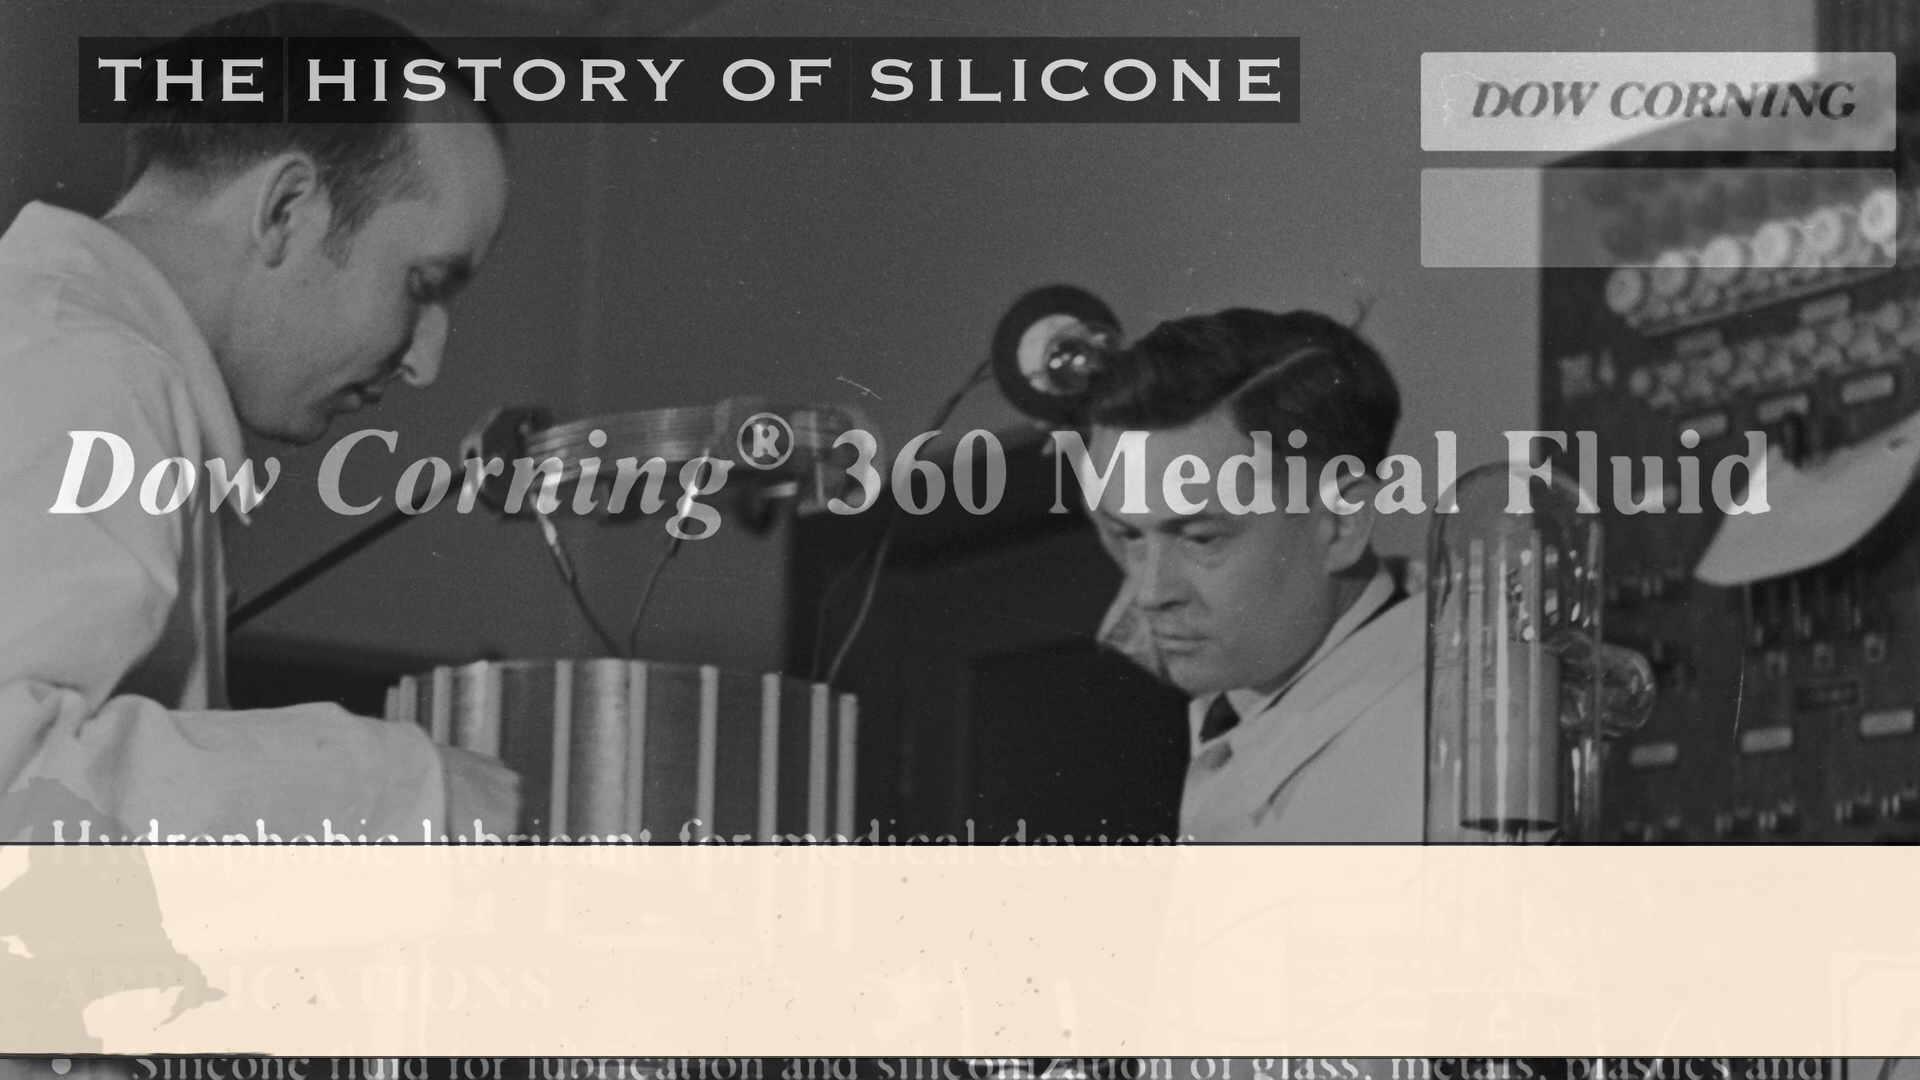 THE HISTORY OF SILICONE
DOW CORNING
Dow Corning® 360 Medical Fluid
Hydrophobic lubricant for medical devices
APPLICATIONS
• Silicone fluid for lubrication and siliconization of glass, metals, plastics and